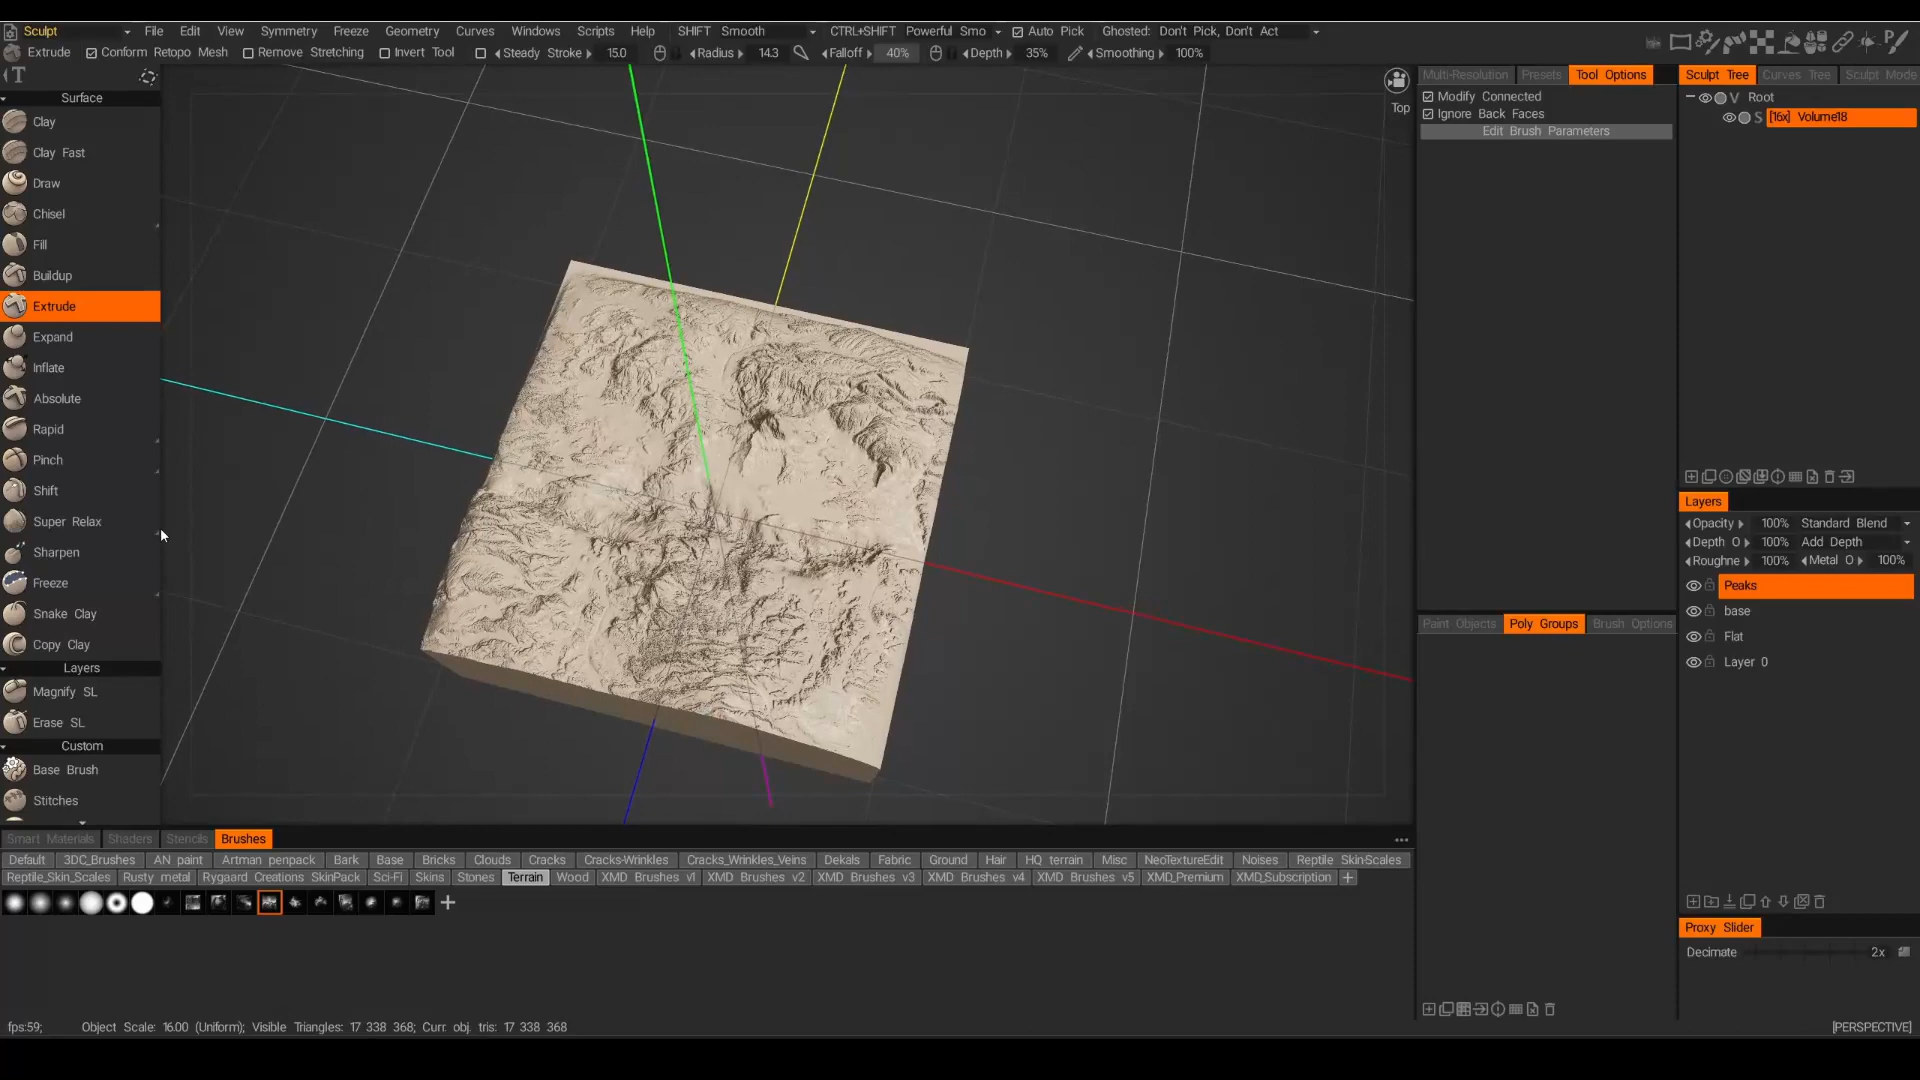 Sculpt File Edit View Symmetry Freeze Geometry Curves Windows Scripts Help SHIFT Smooth CTRL+SHIFT Powerful Smo Auto Pick Ghosted: Don't Pick, Don't Act
Extrude Conform Retopo Mesh Remove Stretching Invert Tool Steady Stroke 15.0 Radius 14.3 Falloff 40% Depth 35% Smoothing 100%
T
Surface
Clay
Clay Fast
Draw
Chisel
Fill
Buildup
Extrude
Expand
Inflate
Absolute
Rapid
Pinch
Shift
Super Relax
Sharpen
Freeze
Snake Clay
Copy Clay
Layers
Magnify SL
Erase SL
Custom
Base Brush
Stitches
Top
Multi-Resolution Presets Tool Options
Modify Connected
Ignore Back Faces
Edit Brush Parameters
Sculpt Tree Curves Tree Sculpt Mode
V Root
S [16x] Volume18
Layers
Opacity 100% Standard Blend
Depth O 100% Add Depth
Roughne 100% Metal O 100%
Peaks
base
Flat
Layer 0
Paint Objects Poly Groups Brush Options
Proxy Slider
Decimate 2x
Smart Materials Shaders Stencils Brushes
Default 3DC_Brushes AN paint Artman penpack Bark Base Bricks Clouds Cracks Cracks-Wrinkles Cracks_Wrinkles_Veins Dekals Fabric Ground Hair HQ terrain Misc NeoTextureEdit Noises Reptile Skin-Scales
Reptile_Skin_Scales Rusty metal Rygaard Creations SkinPack Sci-Fi Skins Stones Terrain Wood XMD Brushes v1 XMD Brushes v2 XMD Brushes v3 XMD Brushes v4 XMD Brushes v5 XMD_Premium XMD_Subscription +
fps:59; Object Scale: 16.00 (Uniform); Visible Triangles: 17 338 368; Curr. obj. tris: 17 338 368
[PERSPECTIVE]